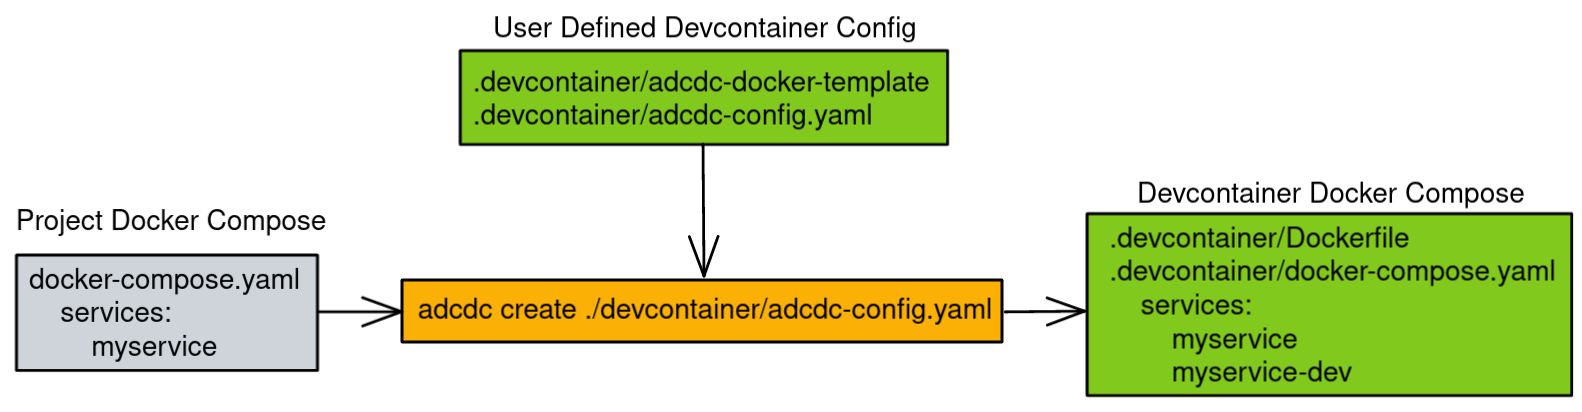 User Defined Devcontainer Config
.devcontainer/adcdc-docker-template
.devcontainer/adcdc-config.yaml
Project Docker Compose
docker-compose.yaml
services:
myservice
adcdc create ./devcontainer/adcdc-config.yaml
Devcontainer Docker Compose
.devcontainer/Dockerfile
.devcontainer/docker-compose.yaml
services:
myservice
myservice-dev